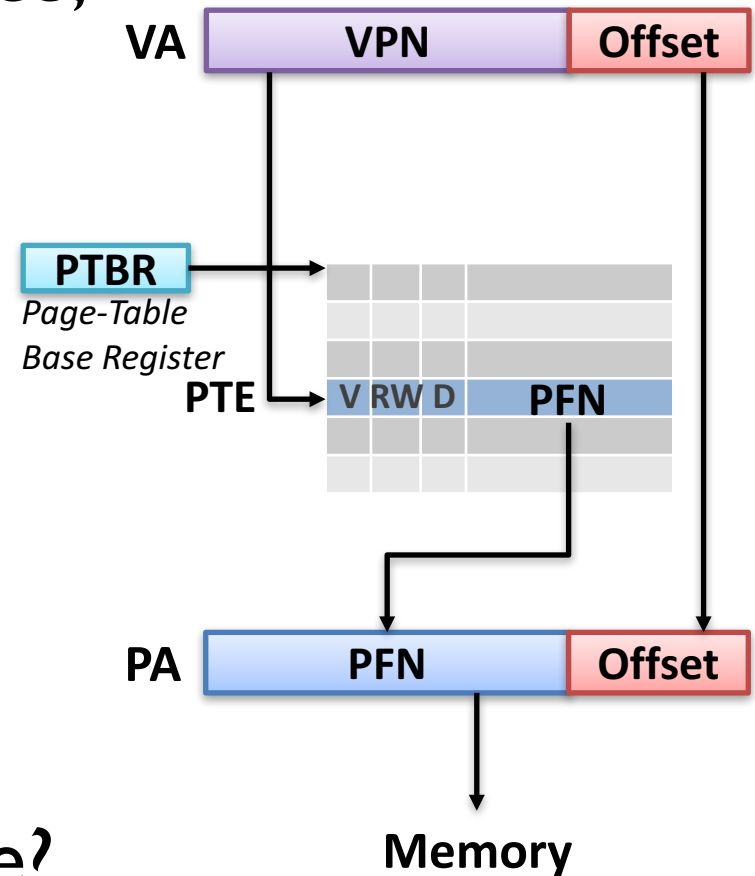 VA VPN Offset
PTBR
Page-Table
Base Register
PTE V RW D PFN
PA PFN Offset
Memory